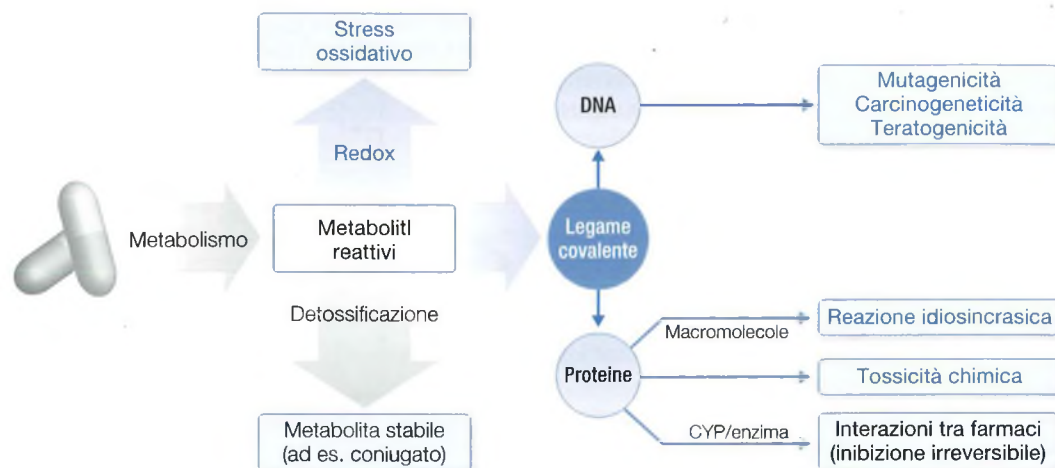 Stress
ossidativo
Redox
Metabolismo
Metabolitl
reattivi
Detossificazione
Metabolita stabile
(ad es. coniugato)
DNA
Legame
covalente
Proteine
Mutagenicità
Carcinogeneticità
Teratogenicità
Macromolecole
Reazione idiosincrasica
Tossicità chimica
CYP/enzima
Interazioni tra farmaci
(inibizione irreversibile)